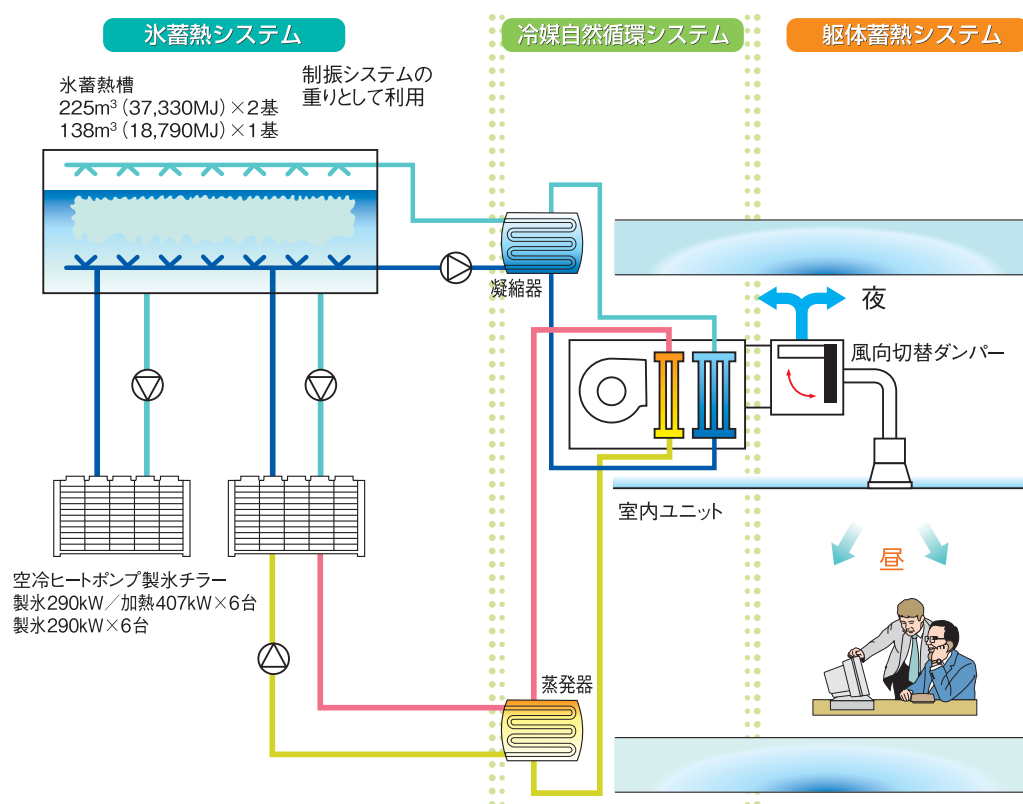 氷蓄熱システム
冷媒自然循環システム
躯体蓄熱システム
氷蓄熱槽
225m³(37,330MJ)×2基
138m³(18,790MJ)×1基
制振システムの
重りとして利用
凝縮器
夜
風向切替ダンパー
室内ユニット
昼
空冷ヒートポンプ製氷チラー
製氷290kW／加熱407kW×6台
製氷290kW×6台
蒸発器